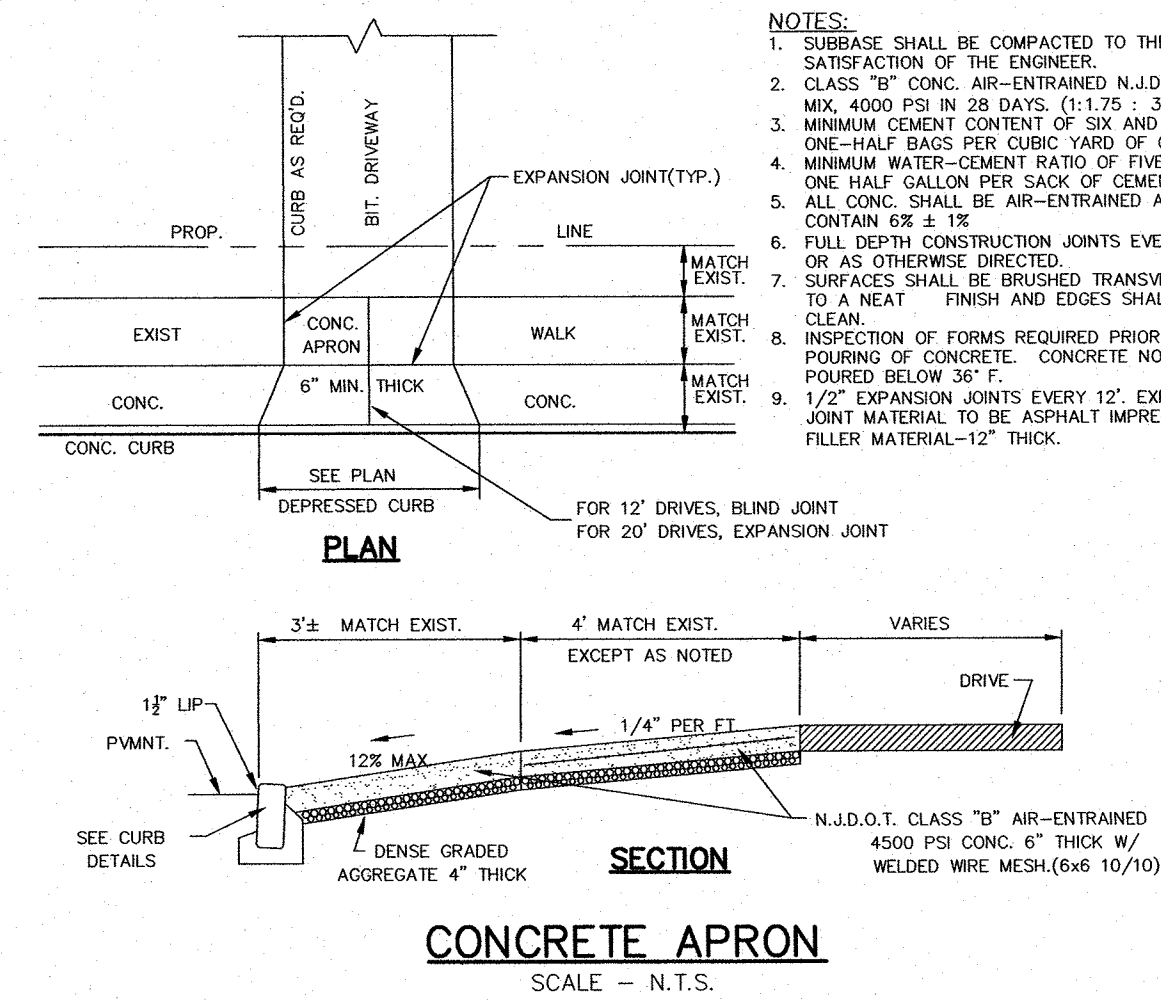 NOTES:
1. SUBBASE SHALL BE COMPACTED TO THE
SATISFACTION OF THE ENGINEER.
2. CLASS "B" CONC. AIR-ENTRAINED N.J.D
MIX, 4000 PSI IN 28 DAYS. (1:1.75 : 3
3. MINIMUM CEMENT CONTENT OF SIX AND
ONE-HALF BAGS PER CUBIC YARD OF
4. MINIMUM WATER-CEMENT RATIO OF FIVE
ONE HALF GALLON PER SACK OF CEME
5. ALL CONC. SHALL BE AIR-ENTRAINED A
CONTAIN 6% ± 1%
6. FULL DEPTH CONSTRUCTION JOINTS EVE
OR AS OTHERWISE DIRECTED.
7. SURFACES SHALL BE BRUSHED TRANSV
TO A NEAT FINISH AND EDGES SHAL
CLEAN.
8. INSPECTION OF FORMS REQUIRED PRIOR
POURING OF CONCRETE. CONCRETE NO
POURED BELOW 36° F.
9. 1/2" EXPANSION JOINTS EVERY 12'. EX
JOINT MATERIAL TO BE ASPHALT IMPRE
FILLER MATERIAL-12" THICK.
CURB AS REQ'D.
BIT. DRIVEWAY
EXPANSION JOINT(TYP.)
PROP.
LINE
MATCH
EXIST.
EXIST
CONC.
APRON
WALK
MATCH
EXIST.
6" MIN. THICK
CONC.
CONC.
MATCH
EXIST.
CONC. CURB
SEE PLAN
DEPRESSED CURB
FOR 12' DRIVES, BLIND JOINT
FOR 20' DRIVES, EXPANSION JOINT
PLAN
3'± MATCH EXIST.
4' MATCH EXIST.
EXCEPT AS NOTED
VARIES
DRIVE
1½" LIP
PVMNT.
12% MAX
1/4" PER FT
SEE CURB
DETAILS
DENSE GRADED
AGGREGATE 4" THICK
SECTION
N.J.D.O.T. CLASS "B" AIR-ENTRAINED
4500 PSI CONC. 6" THICK W/
WELDED WIRE MESH.(6x6 10/10)
CONCRETE APRON
SCALE - N.T.S.